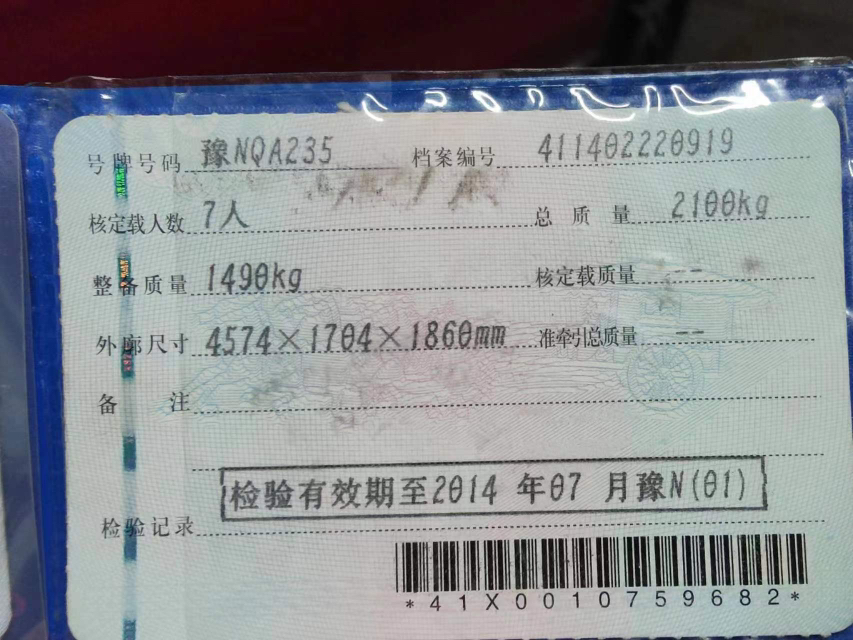 号牌号码 豫NQA235 档案编号 411402220919
核定载人数 7人 总质量 2100kg
整备质量 1490kg 核定载质量 --
外廓尺寸 4574×1704×1860mm 准牵引总质量 --
备注
检验有效期至2014年07月豫N(01)
检验记录
*41X0010759682*